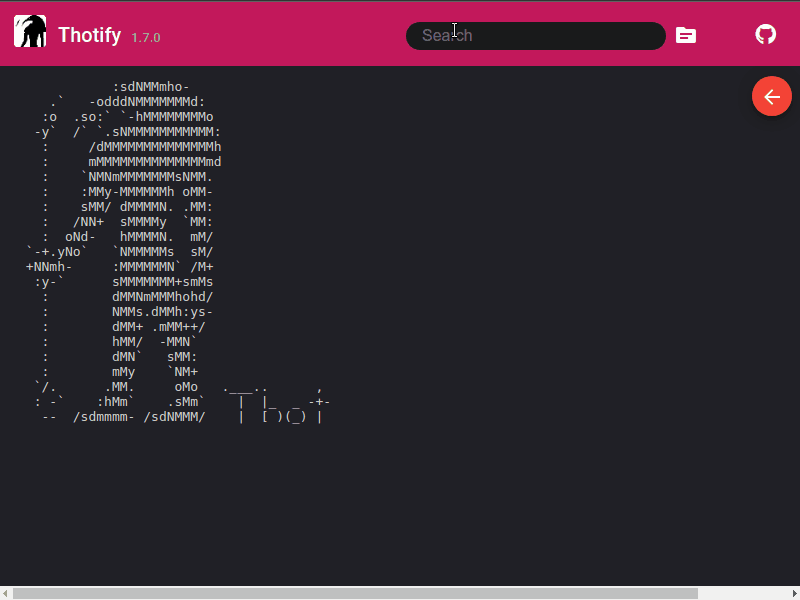 Thotify 1.7.0
Search
            :sdNMMmho-
    .`   -odddNMMMMMMMd:
   :o  .so:` `-hMMMMMMMMo
  -y`  /` `.sNMMMMMMMMMMM:
   :     /dMMMMMMMMMMMMMMh
   :     mMMMMMMMMMMMMMMmd
   :    `NMNmMMMMMMMsNMM.
   :    :MMy-MMMMMMh oMM-
   :    sMM/ dMMMMN. .MM:
   :   /NN+  sMMMMy  `MM:
   :  oNd-   hMMMMN.  mM/
 `-+.yNo`   `NMMMMMs  sM/
 +NNmh-     :MMMMMMN` /M+
  :y-`      sMMMMMMM+smMs
   :        dMMNmMMMhohd/
   :        NMMs.dMMh:ys-
   :        dMM+ .mMM++/
   :        hMM/  -MMN`
   :        dMN`   sMM:
   :        mMy    `NM+
  `/.      .MM.     oMo   .___..      ,
  : -`    :hMm`    .sMm`    |  |_  _ -+-
   --  /sdmmmm- /sdNMMM/    |  [ )(_) |